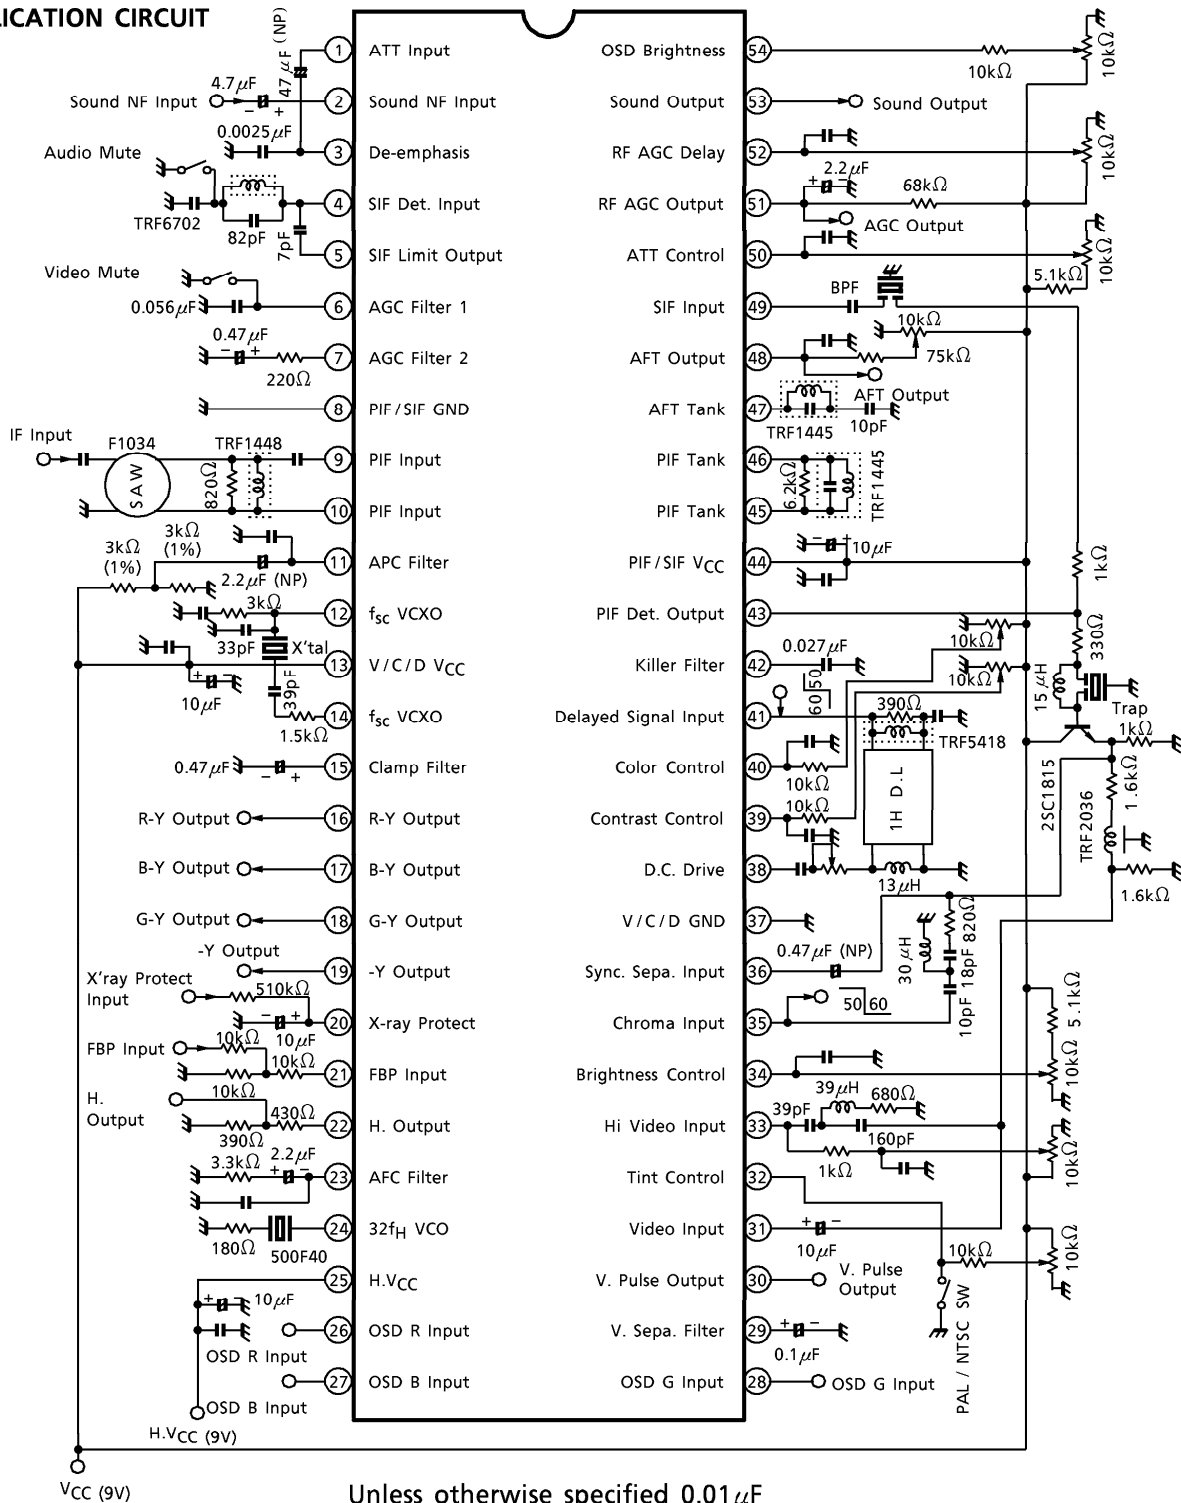 LICATION CIRCUIT
1 ATT Input
47μF (NP)
4.7μF
Sound NF Input
2 Sound NF Input
0.0025μF
3 De-emphasis
Audio Mute
4 SIF Det. Input
TRF6702
82pF
7pF
5 SIF Limit Output
Video Mute
0.056μF
6 AGC Filter 1
0.47μF
7 AGC Filter 2
220Ω
8 PIF/SIF GND
IF Input
F1034
TRF1448
SAW
820Ω
9 PIF Input
10 PIF Input
3kΩ (1%)
3kΩ (1%)
11 APC Filter
2.2μF (NP)
3kΩ
12 fsc VCXO
33pF
X'tal
13 V/C/D VCC
10μF
39pF
14 fsc VCXO
1.5kΩ
0.47μF
15 Clamp Filter
R-Y Output
16 R-Y Output
B-Y Output
17 B-Y Output
G-Y Output
18 G-Y Output
-Y Output
19 -Y Output
X'ray Protect Input
510kΩ
20 X-ray Protect
10μF
FBP Input
10kΩ
10kΩ
21 FBP Input
10kΩ
H. Output
430Ω
22 H. Output
390Ω
3.3kΩ
2.2μF
23 AFC Filter
24 32fH VCO
180Ω
500F40
25 H.VCC
10μF
26 OSD R Input
OSD R Input
27 OSD B Input
OSD B Input
H.VCC (9V)
VCC (9V)
OSD Brightness 54
10kΩ
10kΩ
Sound Output 53
Sound Output
RF AGC Delay 52
10kΩ
2.2μF
RF AGC Output 51
68kΩ
AGC Output
ATT Control 50
10kΩ
5.1kΩ
BPF
SIF Input 49
10kΩ
AFT Output 48
75kΩ
AFT Output
AFT Tank 47
10pF
TRF1445
PIF Tank 46
6.2kΩ
TRF1445
PIF Tank 45
PIF/SIF VCC 44
10μF
1kΩ
PIF Det. Output 43
10kΩ
330Ω
0.027μF
Killer Filter 42
10kΩ
60 50
15μH
Trap
390Ω
Delayed Signal Input 41
TRF5418
1kΩ
2SC1815
Color Control 40
10kΩ
1.6kΩ
10kΩ
1H D.L
TRF2036
Contrast Control 39
D.C. Drive 38
13μH
1.6kΩ
V/C/D GND 37
820Ω
30μH
0.47μF (NP)
18pF
Sync. Sepa. Input 36
50 60
10pF
5.1kΩ
Chroma Input 35
Brightness Control 34
10kΩ
39μH
680Ω
39pF
Hi Video Input 33
160pF
1kΩ
10kΩ
Tint Control 32
Video Input 31
10μF
10kΩ
10kΩ
V. Pulse Output 30
V. Pulse Output
PAL / NTSC SW
V. Sepa. Filter 29
0.1μF
OSD G Input 28
OSD G Input
Unless otherwise specified 0.01μF